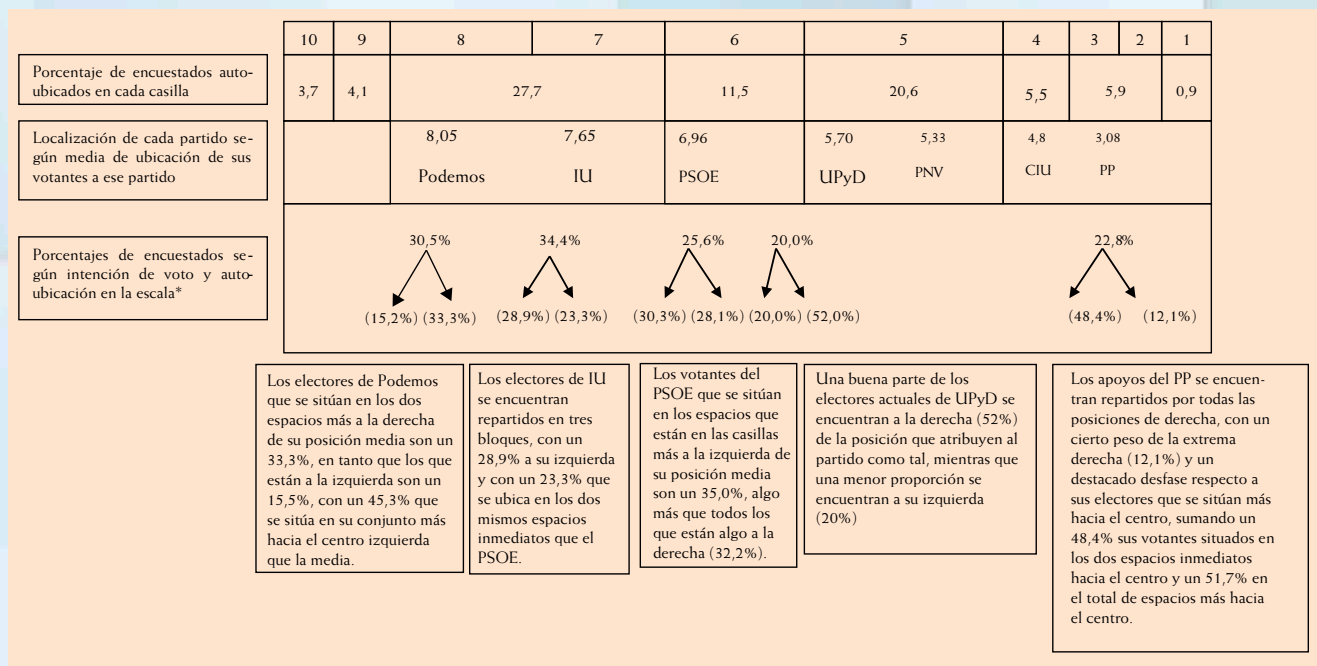 10 9 8 7 6 5 4 3 2 1
Porcentaje de encuestados auto-
ubicados en cada casilla
3,7 4,1 27,7 11,5 20,6 5,5 5,9 0,9
Localización de cada partido se-
gún media de ubicación de sus
votantes a ese partido
8,05 7,65 6,96 5,70 5,33 4,8 3,08
Podemos IU PSOE UPyD PNV CIU PP
Porcentajes de encuestados se-
gún intención de voto y auto-
ubicación en la escala*
30,5% 34,4% 25,6% 20,0% 22,8%
(15,2%) (33,3%) (28,9%) (23,3%) (30,3%) (28,1%) (20,0%) (52,0%) (48,4%) (12,1%)
Los electores de Podemos
que se sitúan en los dos
espacios más a la derecha
de su posición media son un
33,3%, en tanto que los que
están a la izquierda son un
15,5%, con un 45,3% que
se sitúa en su conjunto más
hacia el centro izquierda
que la media.
Los electores de IU
se encuentran
repartidos en tres
bloques, con un
28,9% a su izquierda
y con un 23,3% que
se ubica en los dos
mismos espacios
inmediatos que el
PSOE.
Los votantes del
PSOE que se sitúan
en los espacios que
están en las casillas
más a la izquierda de
su posición media
son un 35,0%, algo
más que todos los
que están algo a la
derecha (32,2%).
Una buena parte de los
electores actuales de UPyD se
encuentran a la derecha (52%)
de la posición que atribuyen al
partido como tal, mientras que
una menor proporción se
encuentran a su izquierda
(20%)
Los apoyos del PP se encuen-
tran repartidos por todas las
posiciones de derecha, con un
cierto peso de la extrema
derecha (12,1%) y un
destacado desfase respecto a
sus electores que se sitúan más
hacia el centro, sumando un
48,4% sus votantes situados en
los dos espacios inmediatos
hacia el centro y un 51,7% en
el total de espacios más hacia
el centro.